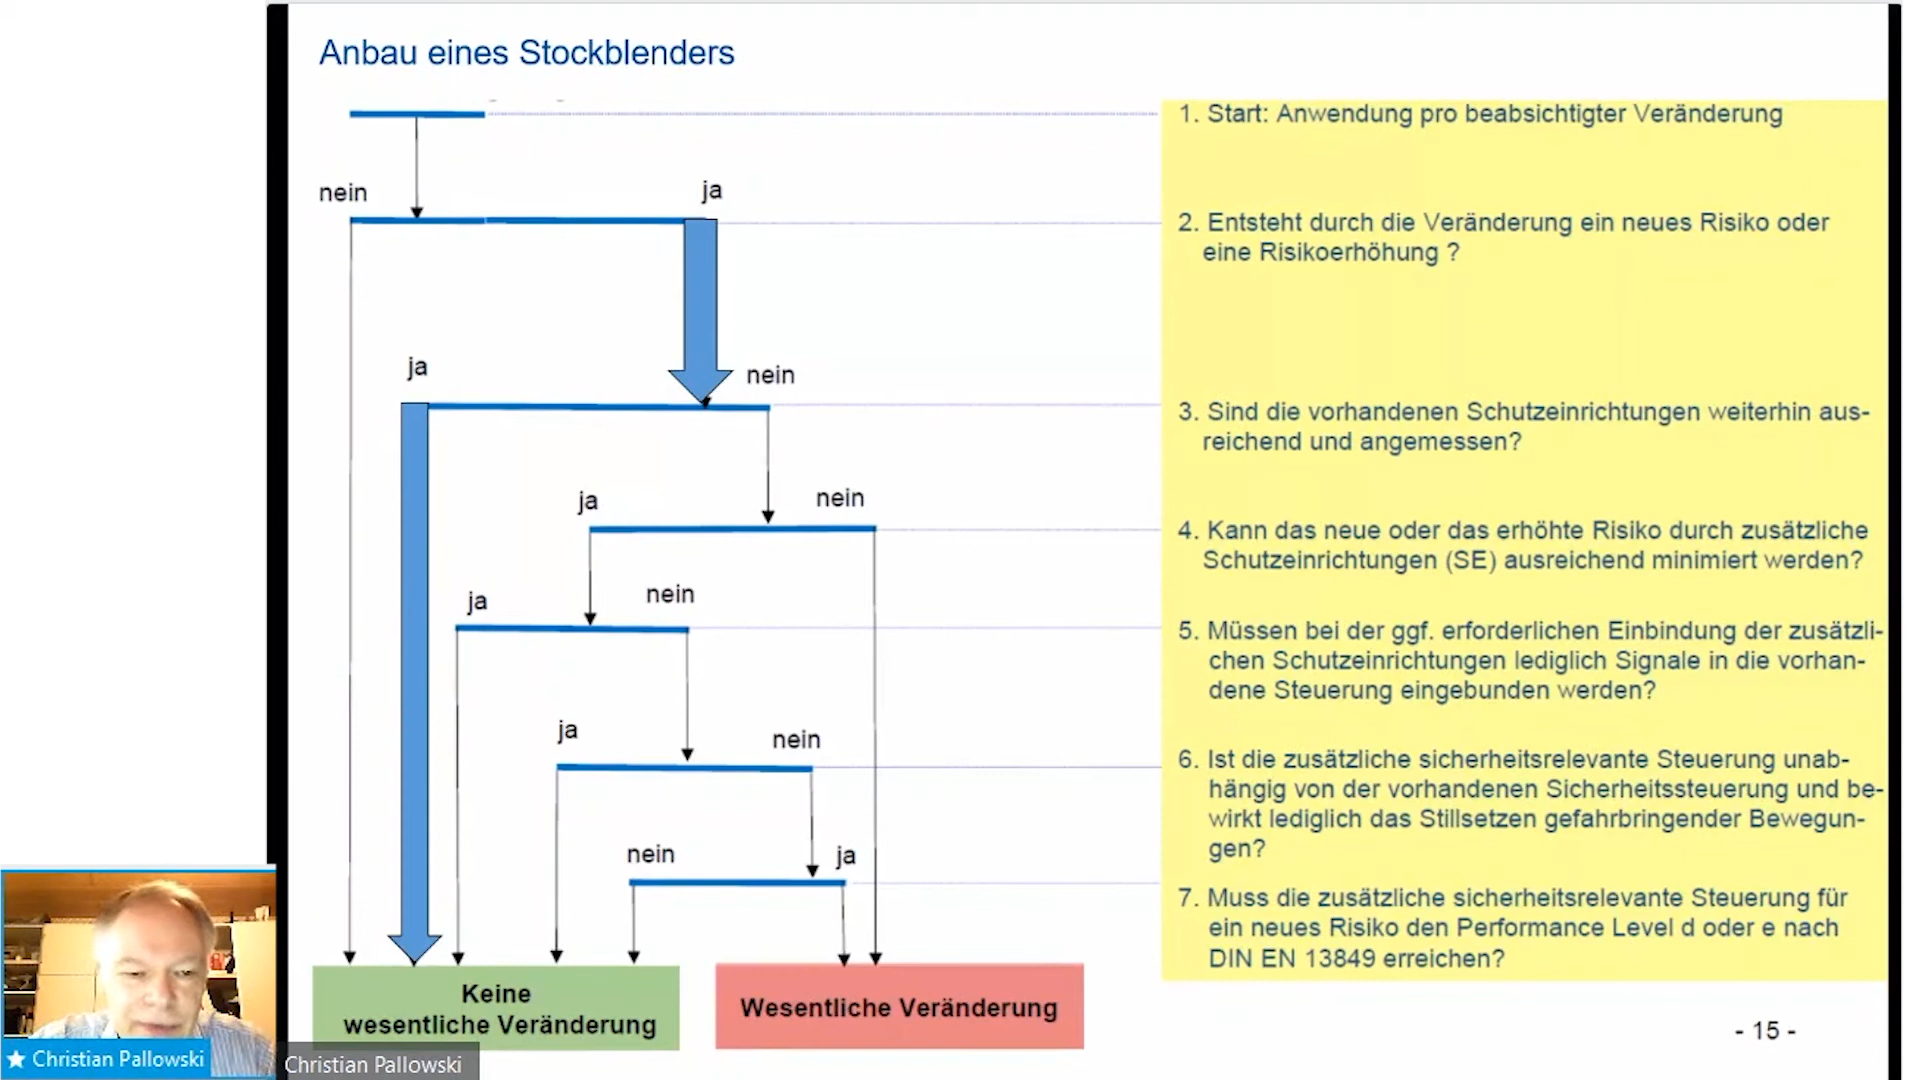 Anbau eines Stockblenders
1. Start: Anwendung pro beabsichtigter Veränderung
nein
ja
2. Entsteht durch die Veränderung ein neues Risiko oder
eine Risikoerhöhung ?
ja
nein
3. Sind die vorhandenen Schutzeinrichtungen weiterhin aus-
reichend und angemessen?
ja
nein
4. Kann das neue oder das erhöhte Risiko durch zusätzliche
Schutzeinrichtungen (SE) ausreichend minimiert werden?
ja
nein
5. Müssen bei der ggf. erforderlichen Einbindung der zusätzli-
chen Schutzeinrichtungen lediglich Signale in die vorhan-
dene Steuerung eingebunden werden?
ja
nein
6. Ist die zusätzliche sicherheitsrelevante Steuerung unab-
hängig von der vorhandenen Sicherheitssteuerung und be-
wirkt lediglich das Stillsetzen gefahrbringender Bewegun-
gen?
nein
ja
7. Muss die zusätzliche sicherheitsrelevante Steuerung für
ein neues Risiko den Performance Level d oder e nach
DIN EN 13849 erreichen?
Keine
wesentliche Veränderung
Wesentliche Veränderung
- 15 -
Christian Pallowski
Christian Pallowski